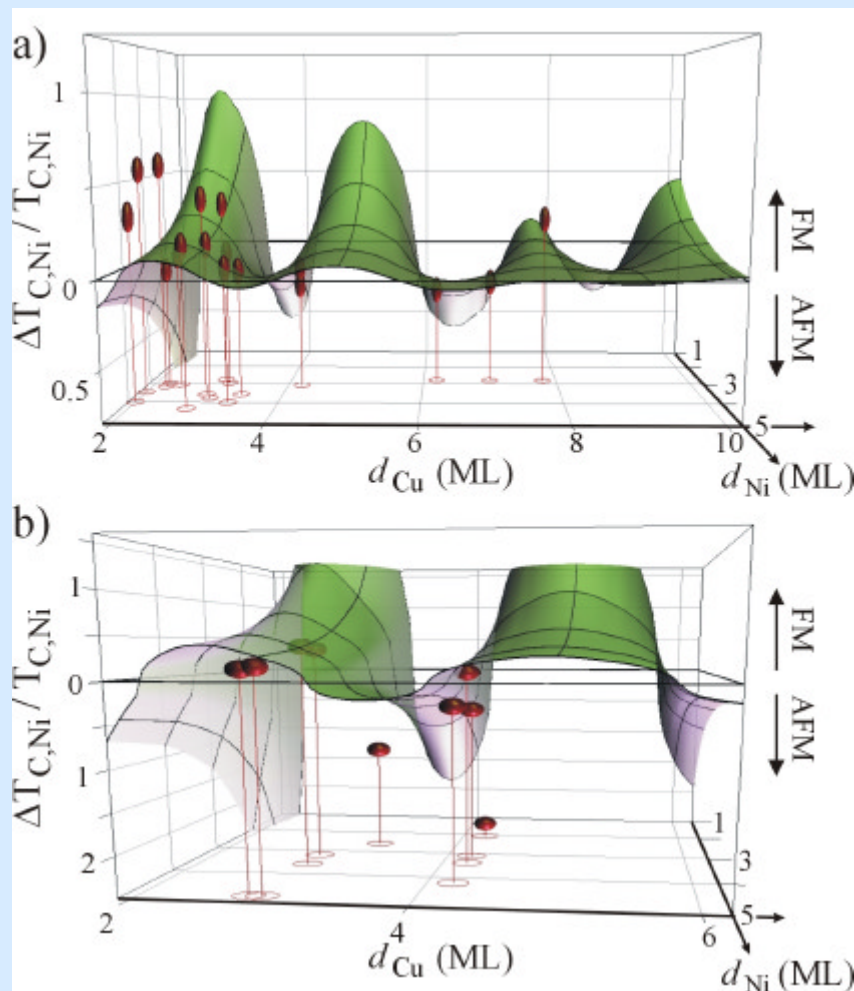 a)
1
0
0.5
ΔT_C,Ni / T_C,Ni
FM
AFM
1
3
5
2 4 6 8 10
d_Cu (ML)
d_Ni (ML)
b)
1
0
1
2
ΔT_C,Ni / T_C,Ni
FM
AFM
1
3
5
2 4 6
d_Cu (ML)
d_Ni (ML)